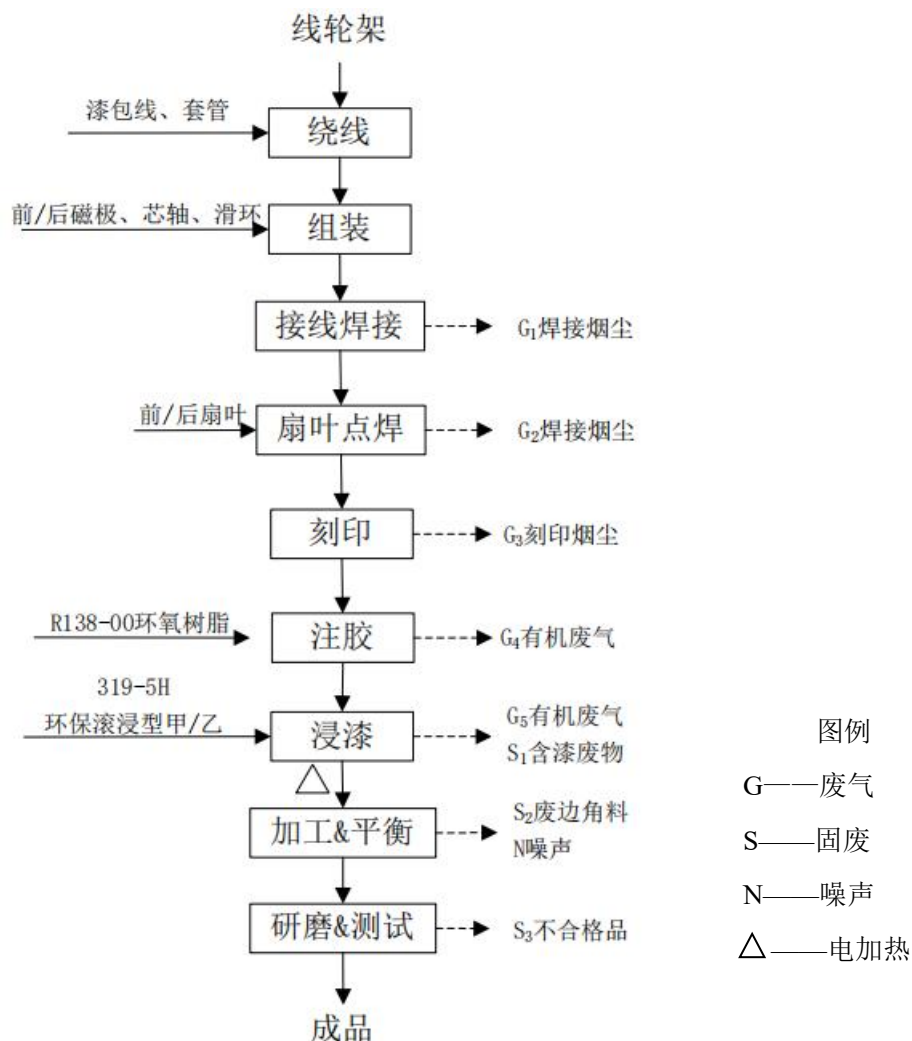 线轮架
漆包线、套管
绕线
前/后磁极、芯轴、滑环
组装
接线焊接
G₁焊接烟尘
前/后扇叶
扇叶点焊
G₂焊接烟尘
刻印
G₃刻印烟尘
R138-00环氧树脂
注胶
G₄有机废气
319-5H
环保滚浸型甲/乙
浸漆
G₅有机废气
S₁含漆废物
加工&平衡
S₂废边角料
N噪声
研磨&测试
S₃不合格品
成品
图例
G——废气
S——固废
N——噪声
△——电加热